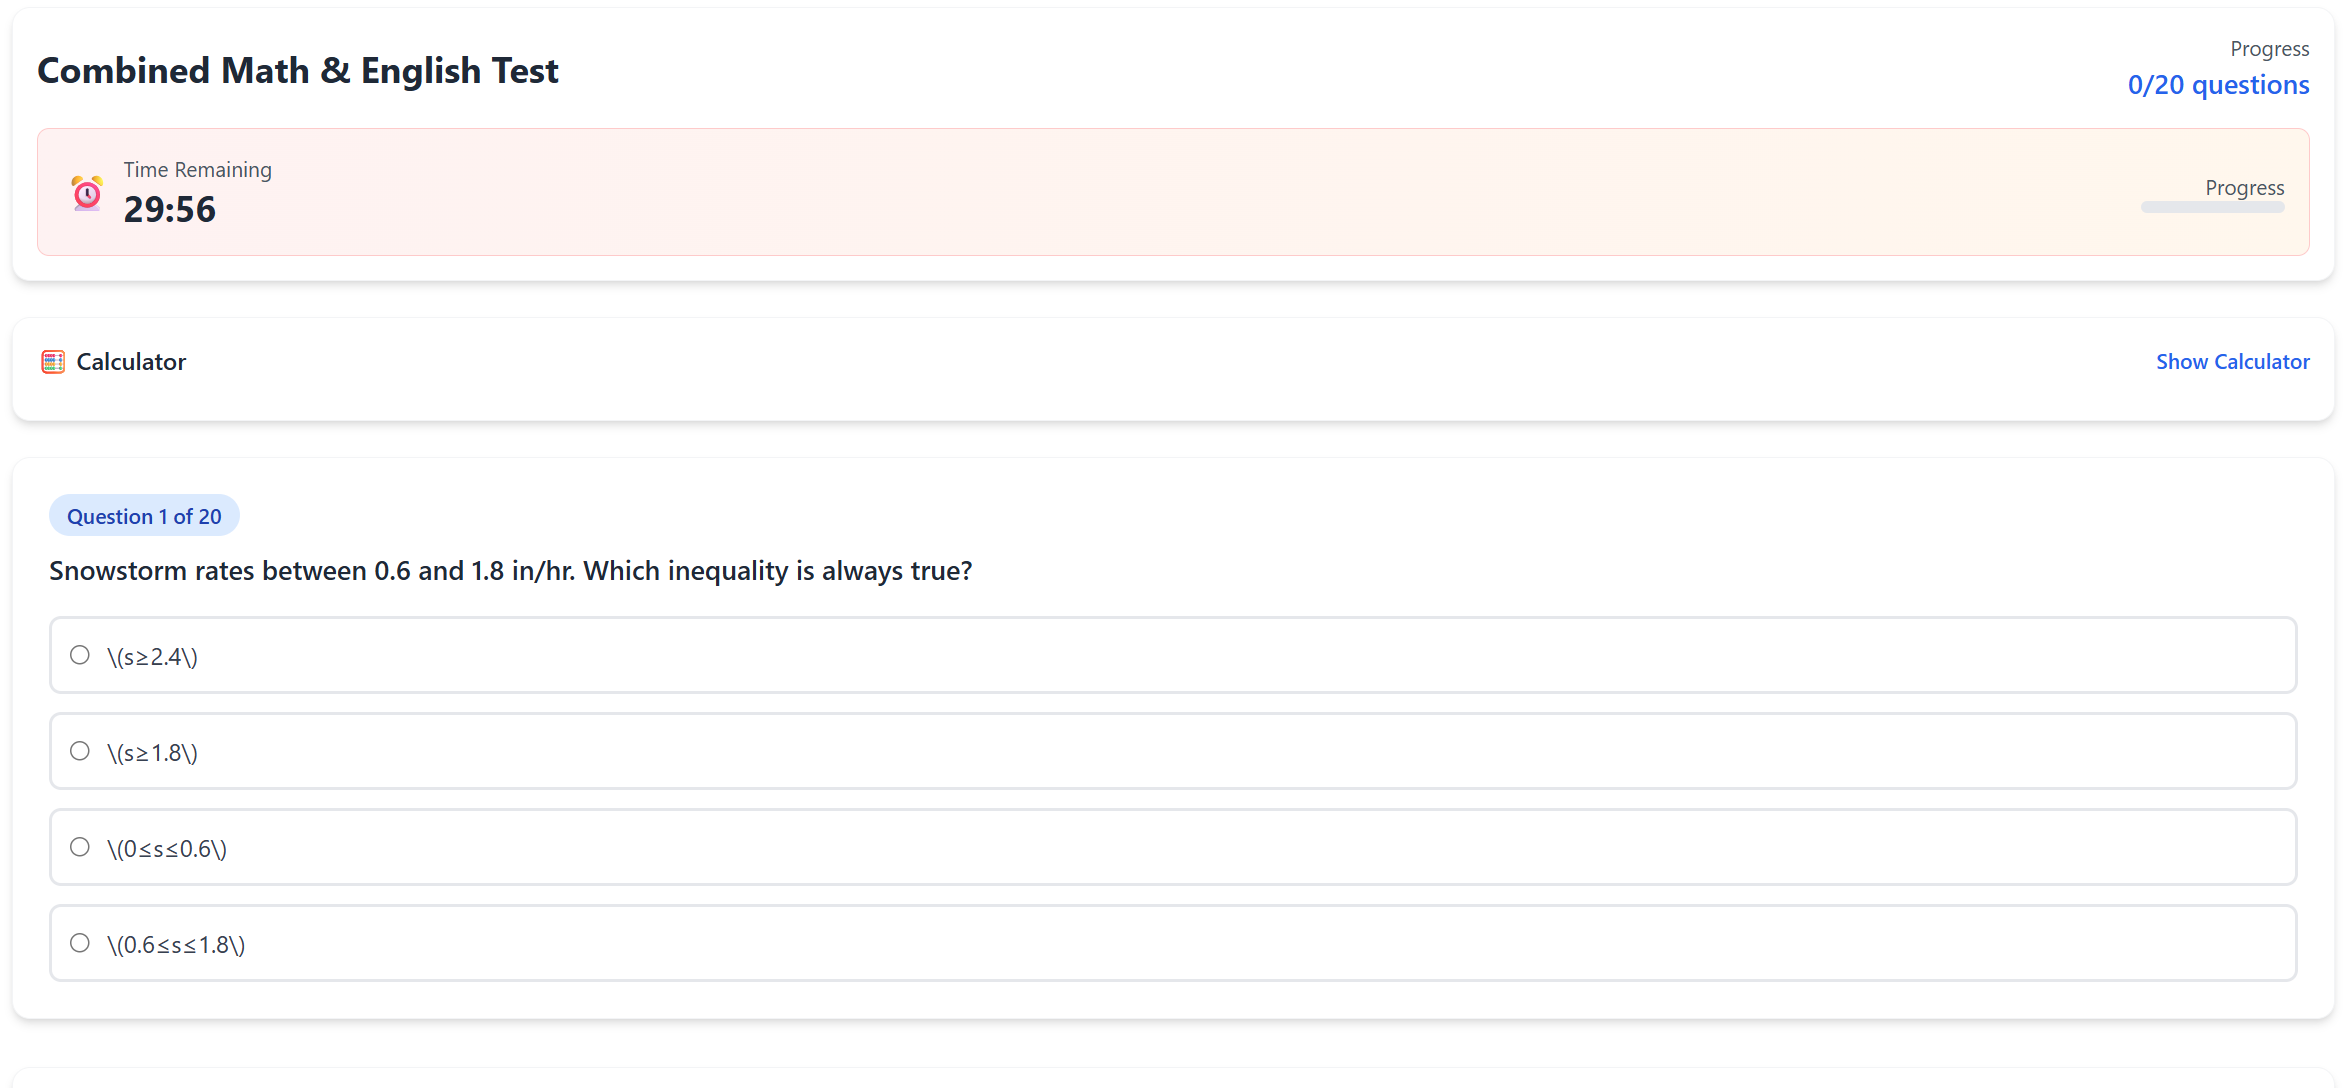 Combined Math & English Test
Progress
0/20 questions
Time Remaining
29:56
Progress
Calculator
Show Calculator
Question 1 of 20
Snowstorm rates between 0.6 and 1.8 in/hr. Which inequality is always true?
\(s≥2.4\)
\(s≥1.8\)
\(0≤s≤0.6\)
\(0.6≤s≤1.8\)